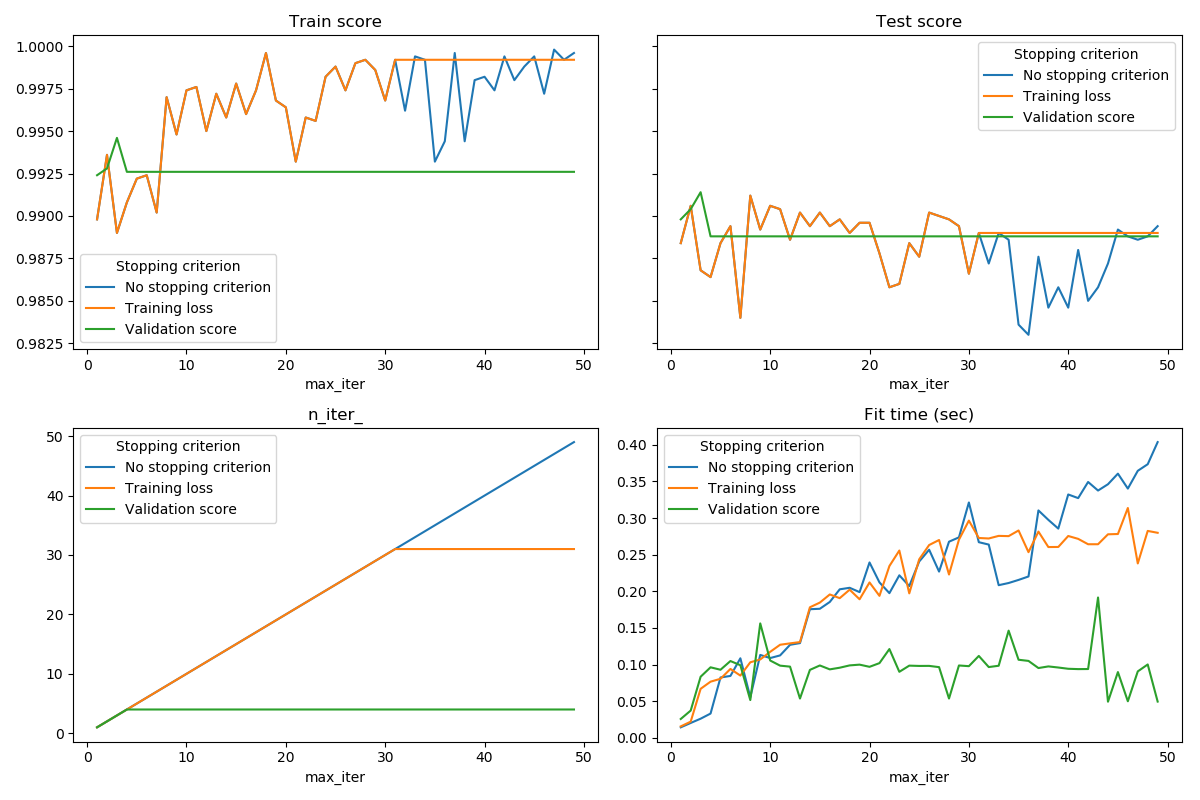 Train score
1.0000
0.9975
0.9950
0.9925
0.9900
0.9875
0.9850
0.9825
Stopping criterion
No stopping criterion
Training loss
Validation score
0 10 20 30 40 50
max_iter
Test score
Stopping criterion
No stopping criterion
Training loss
Validation score
0 10 20 30 40 50
max_iter
n_iter_
50
40
30
20
10
0
Stopping criterion
No stopping criterion
Training loss
Validation score
0 10 20 30 40 50
max_iter
Fit time (sec)
0.40
0.35
0.30
0.25
0.20
0.15
0.10
0.05
0.00
Stopping criterion
No stopping criterion
Training loss
Validation score
0 10 20 30 40 50
max_iter